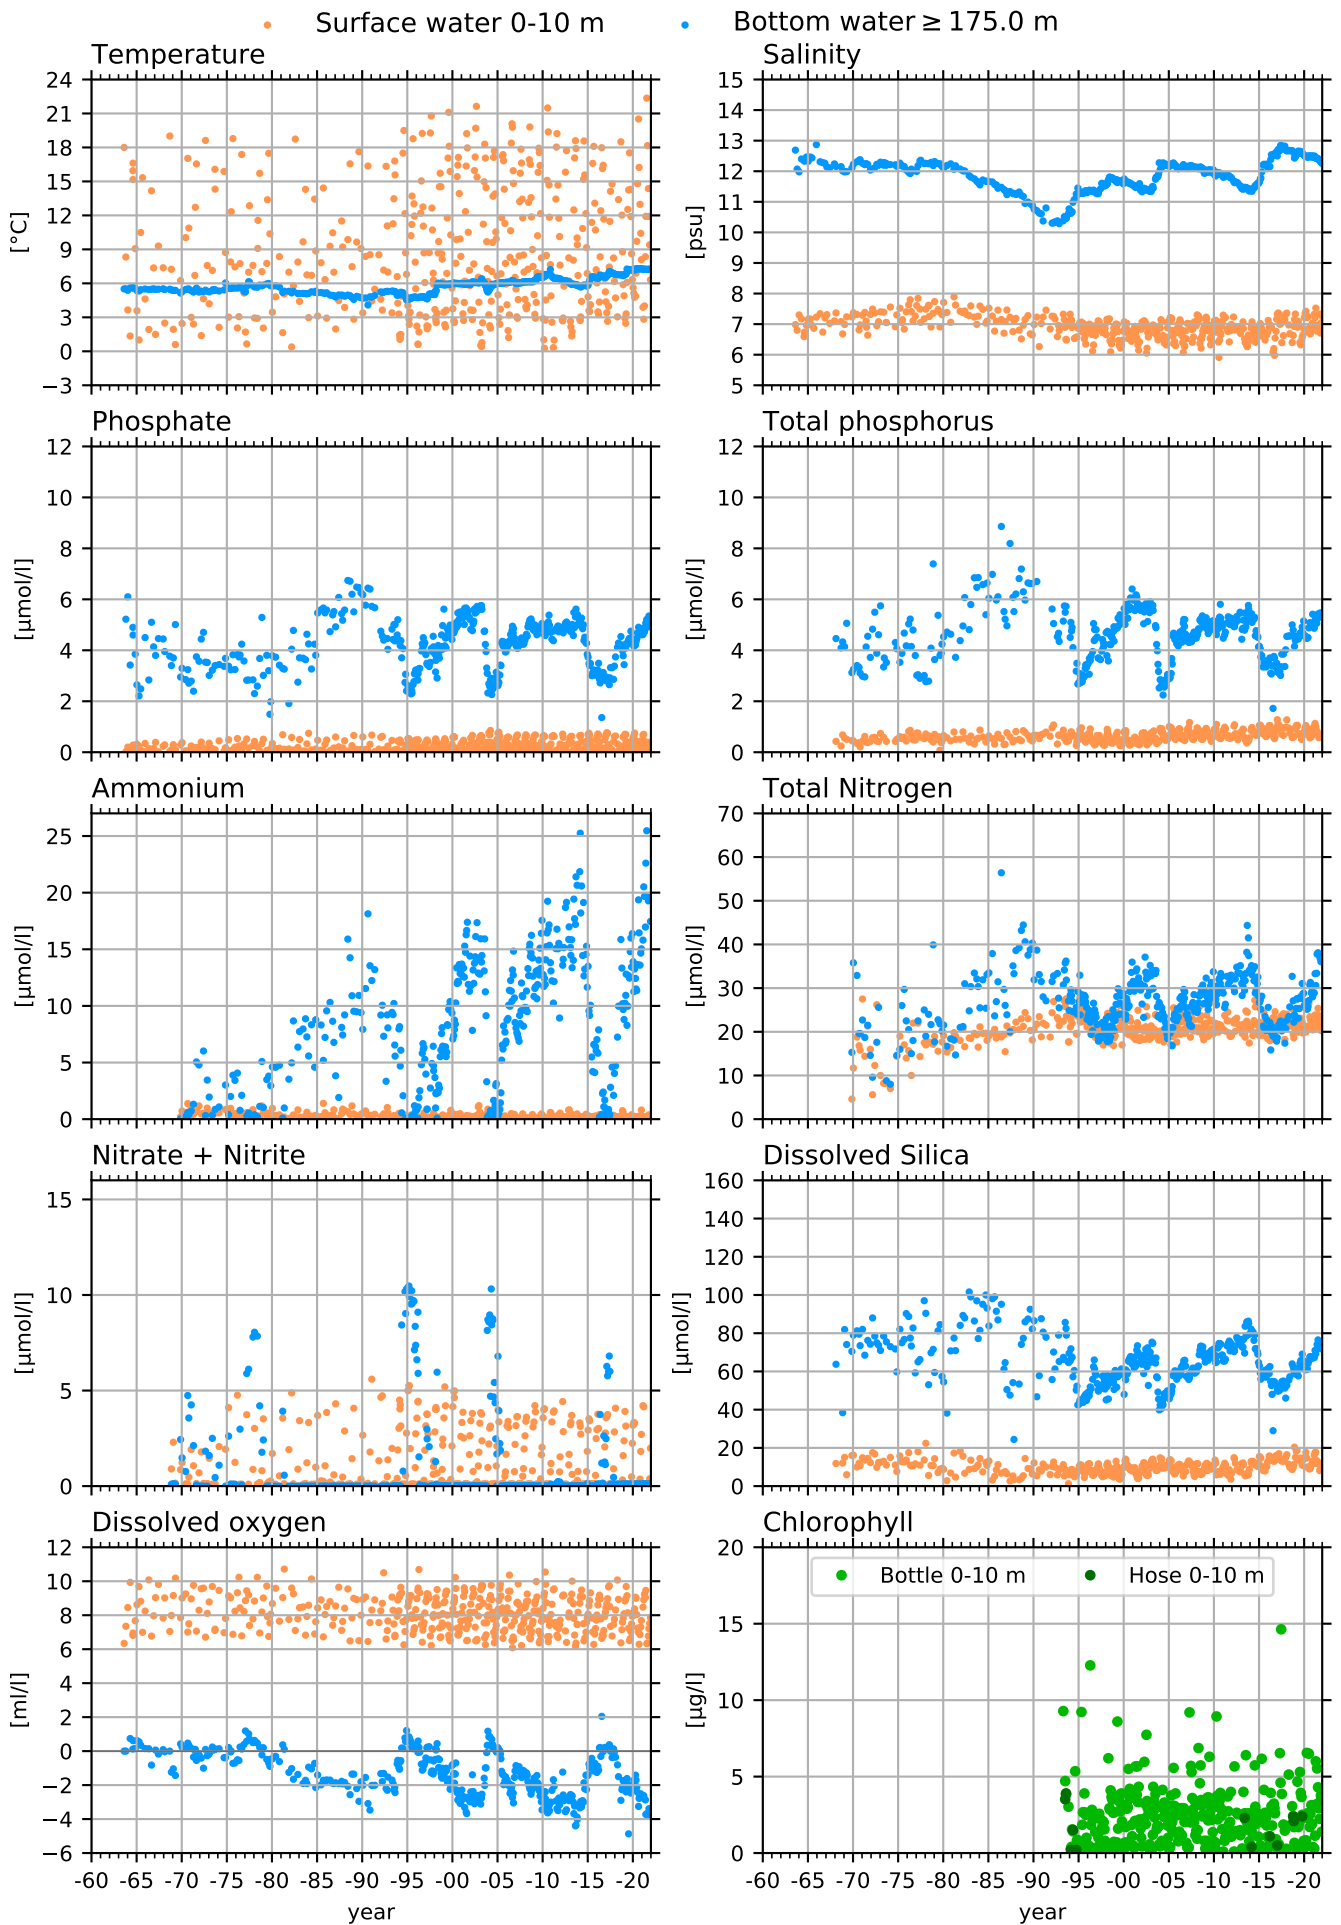 Surface water 0-10 m Bottom water ≥ 175.0 m
Temperature
24
21
18
15
12
9
6
3
0
−3
[°C]
Salinity
15
14
13
12
11
10
9
8
7
6
5
[psu]
Phosphate
12
10
8
6
4
2
0
[µmol/l]
Total phosphorus
12
10
8
6
4
2
0
[µmol/l]
Ammonium
25
20
15
10
5
0
[µmol/l]
Total Nitrogen
70
60
50
40
30
20
10
0
[µmol/l]
Nitrate + Nitrite
15
10
5
0
[µmol/l]
Dissolved Silica
160
140
120
100
80
60
40
20
0
[µmol/l]
Dissolved oxygen
12
10
8
6
4
2
0
−2
−4
−6
[ml/l]
-60 -65 -70 -75 -80 -85 -90 -95 -00 -05 -10 -15 -20
year
Chlorophyll
Bottle 0-10 m Hose 0-10 m
20
15
10
5
0
[µg/l]
-60 -65 -70 -75 -80 -85 -90 -95 -00 -05 -10 -15 -20
year